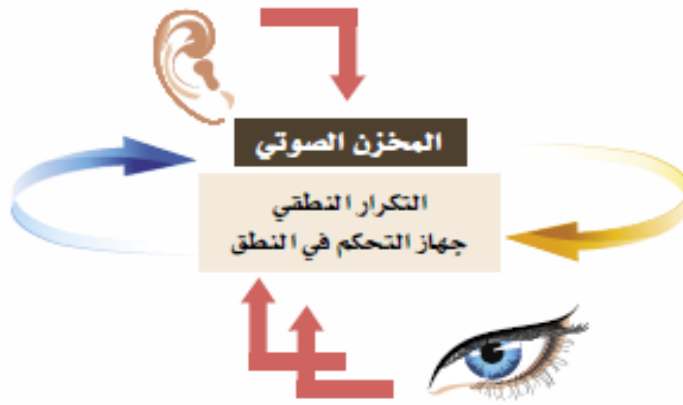 المخزن الصوتي
التكرار النطقي
جهاز التحكم في النطق